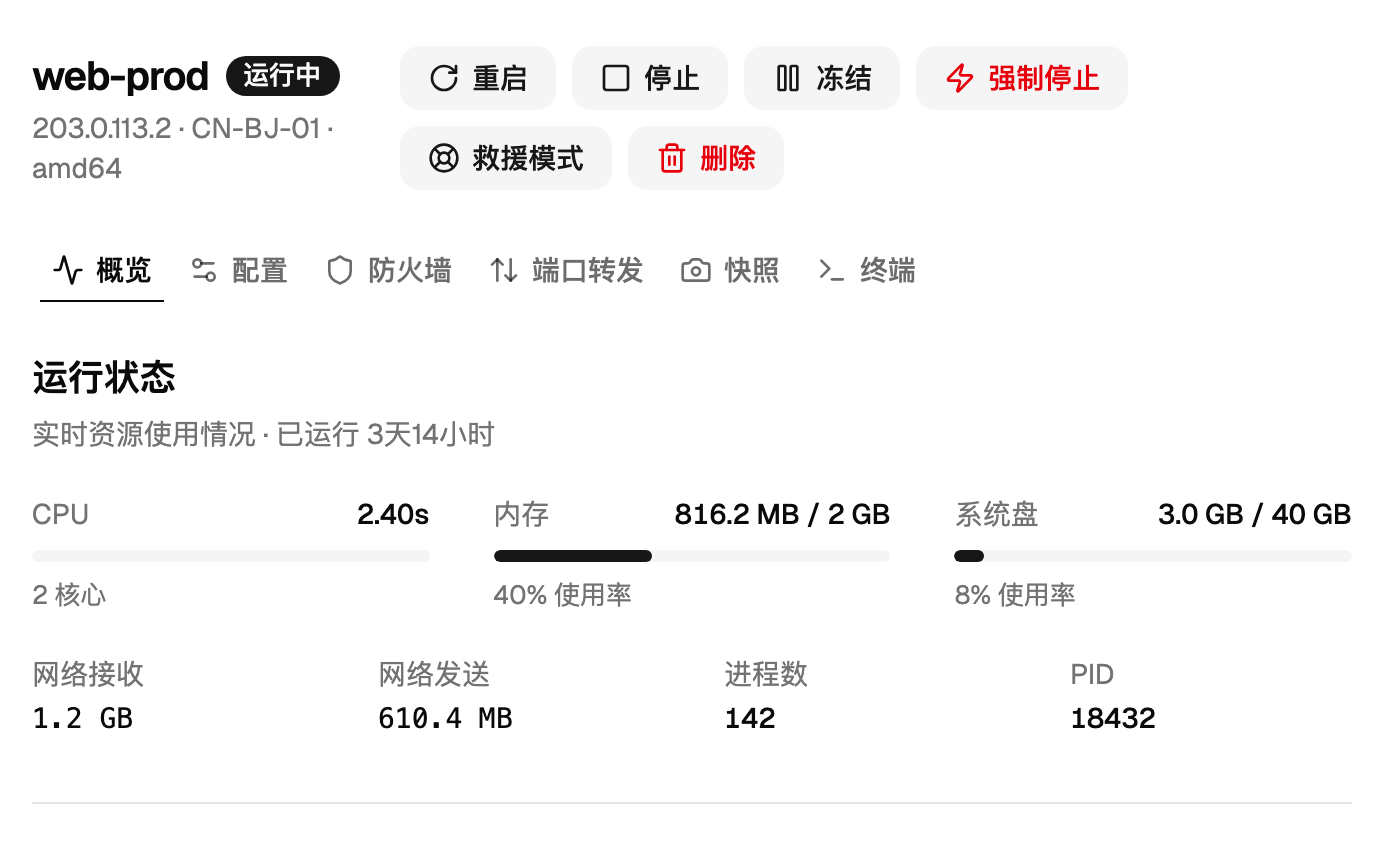 web-prod 运行中
203.0.113.2 · CN-BJ-01 ·
amd64
重启 停止 冻结 强制停止
救援模式 删除
概览 配置 防火墙 端口转发 快照 终端
运行状态
实时资源使用情况 · 已运行 3天14小时
CPU 2.40s 内存 816.2 MB / 2 GB 系统盘 3.0 GB / 40 GB
2 核心 40% 使用率 8% 使用率
网络接收 网络发送 进程数 PID
1.2 GB 610.4 MB 142 18432